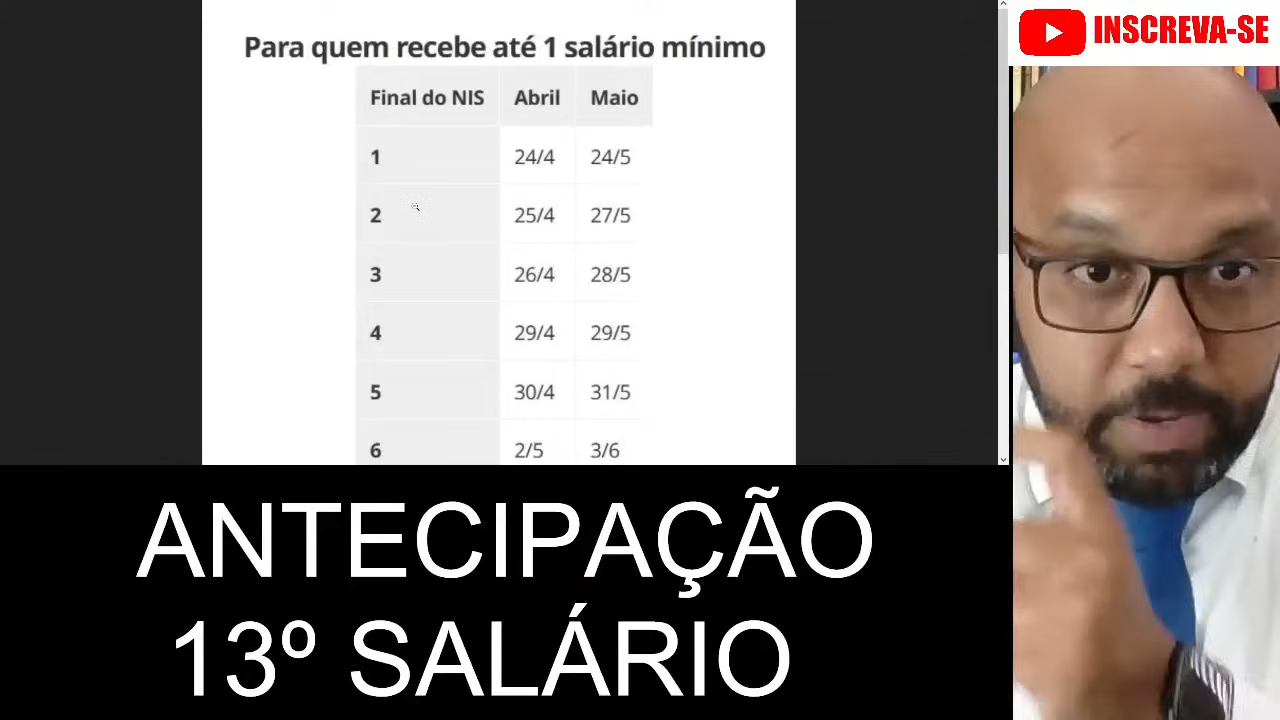 Para quem recebe até 1 salário mínimo
INSCREVA-SE
Final do NIS Abril Maio
1 24/4 24/5
2 25/4 27/5
3 26/4 28/5
4 29/4 29/5
5 30/4 31/5
6 2/5 3/6
ANTECIPAÇÃO
13º SALÁRIO